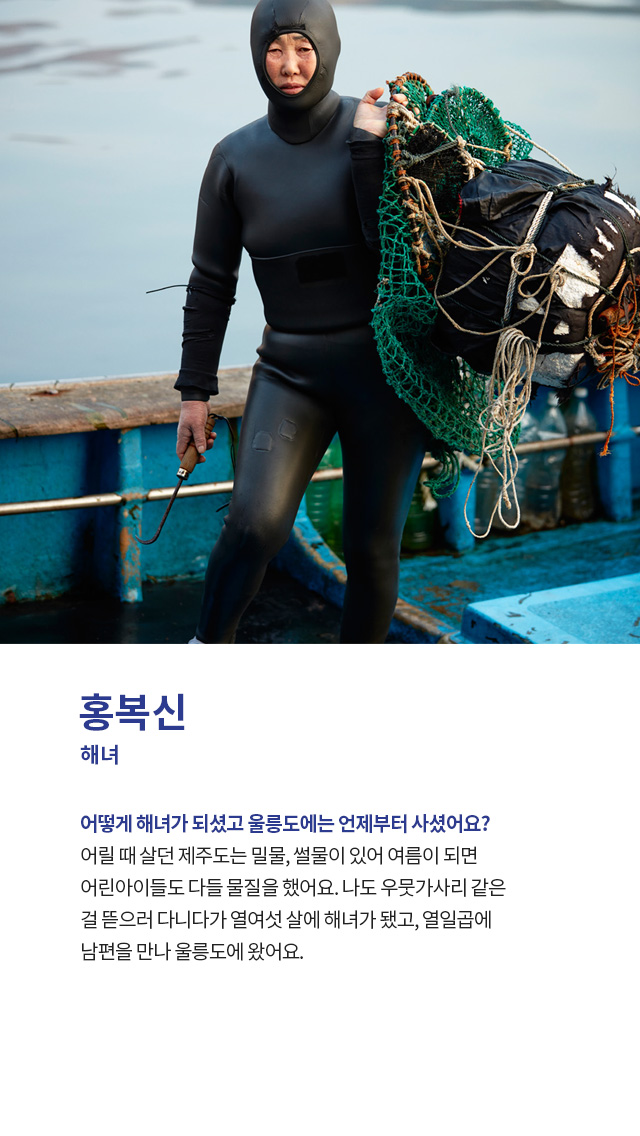 홍복신
해녀
어떻게 해녀가 되셨고 울릉도에는 언제부터 사셨어요?
어릴 때 살던 제주도는 밀물, 썰물이 있어 여름이 되면
어린아이들도 다들 물질을 했어요. 나도 우뭇가사리 같은
걸 뜯으러 다니다가 열여섯 살에 해녀가 됐고, 열일곱에
남편을 만나 울릉도에 왔어요.